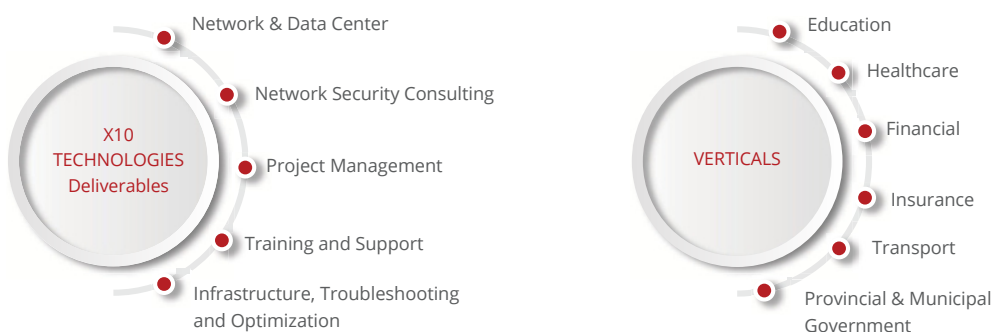 X10
TECHNOLOGIES
Deliverables
Network & Data Center
Network Security Consulting
Project Management
Training and Support
Infrastructure, Troubleshooting
and Optimization
VERTICALS
Education
Healthcare
Financial
Insurance
Transport
Provincial & Municipal
Government